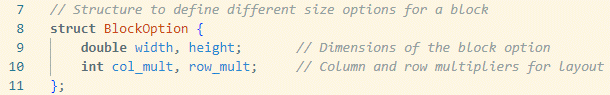 7 // Structure to define different size options for a block
8 struct BlockOption {
9 double width, height; // Dimensions of the block option
10 int col_mult, row_mult; // Column and row multipliers for layout
11 };